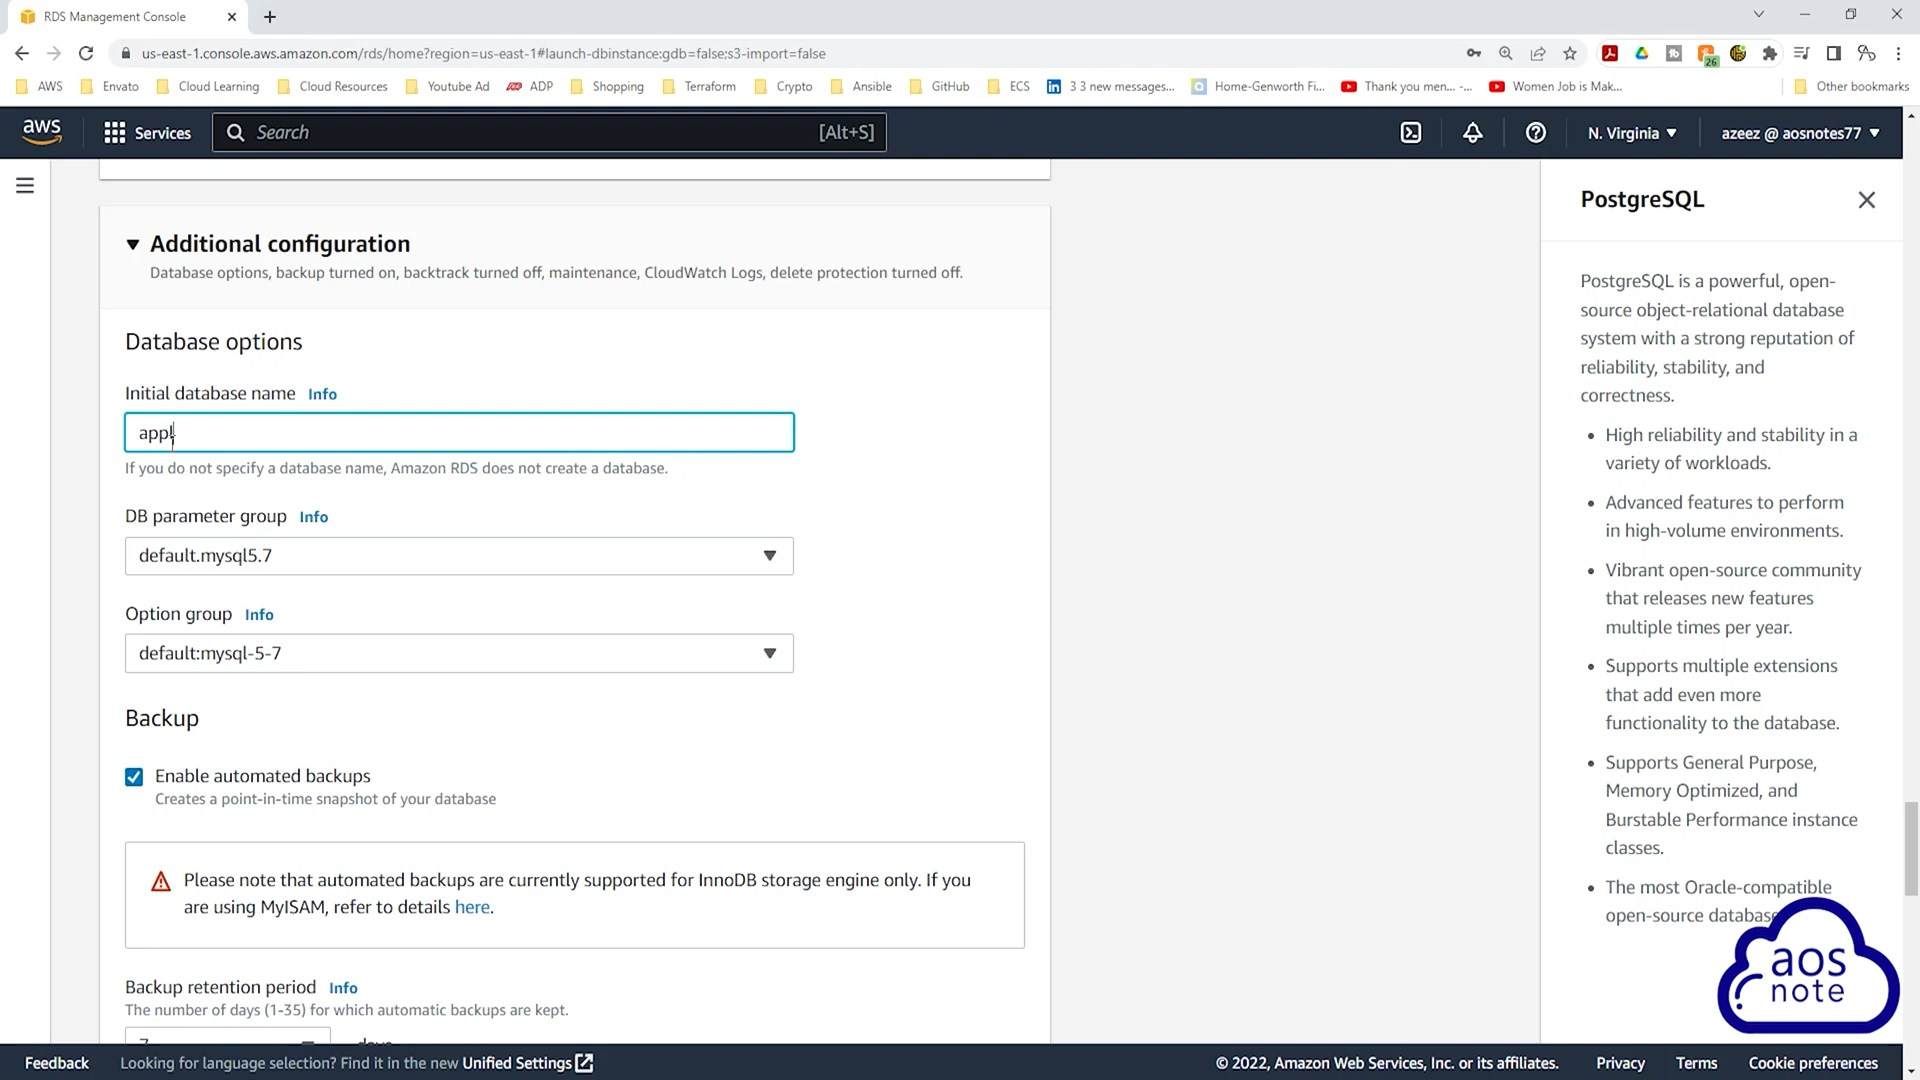 RDS Management Console
us-east-1.console.aws.amazon.com/rds/home?region=us-east-1#launch-dbinstance:gdb=false;s3-import=false
26
AWS Envato Cloud Learning Cloud Resources Youtube Ad ADP Shopping Terraform Crypto Ansible GitHub ECS 3 3 new messages... Home-Genworth Fi... Thank you men... -... Women Job is Mak... Other bookmarks
aws Services Search [Alt+S] N. Virginia azeez @ aosnotes77
Additional configuration
Database options, backup turned on, backtrack turned off, maintenance, CloudWatch Logs, delete protection turned off.
Database options
Initial database name Info
appl
If you do not specify a database name, Amazon RDS does not create a database.
DB parameter group Info
default.mysql5.7
Option group Info
default:mysql-5-7
Backup
Enable automated backups
Creates a point-in-time snapshot of your database
Please note that automated backups are currently supported for InnoDB storage engine only. If you
are using MyISAM, refer to details here.
Backup retention period Info
The number of days (1-35) for which automatic backups are kept.
7 days
PostgreSQL
PostgreSQL is a powerful, open-
source object-relational database
system with a strong reputation of
reliability, stability, and
correctness.
High reliability and stability in a
variety of workloads.
Advanced features to perform
in high-volume environments.
Vibrant open-source community
that releases new features
multiple times per year.
Supports multiple extensions
that add even more
functionality to the database.
Supports General Purpose,
Memory Optimized, and
Burstable Performance instance
classes.
The most Oracle-compatible
open-source database
aos
note
Feedback Looking for language selection? Find it in the new Unified Settings © 2022, Amazon Web Services, Inc. or its affiliates. Privacy Terms Cookie preferences